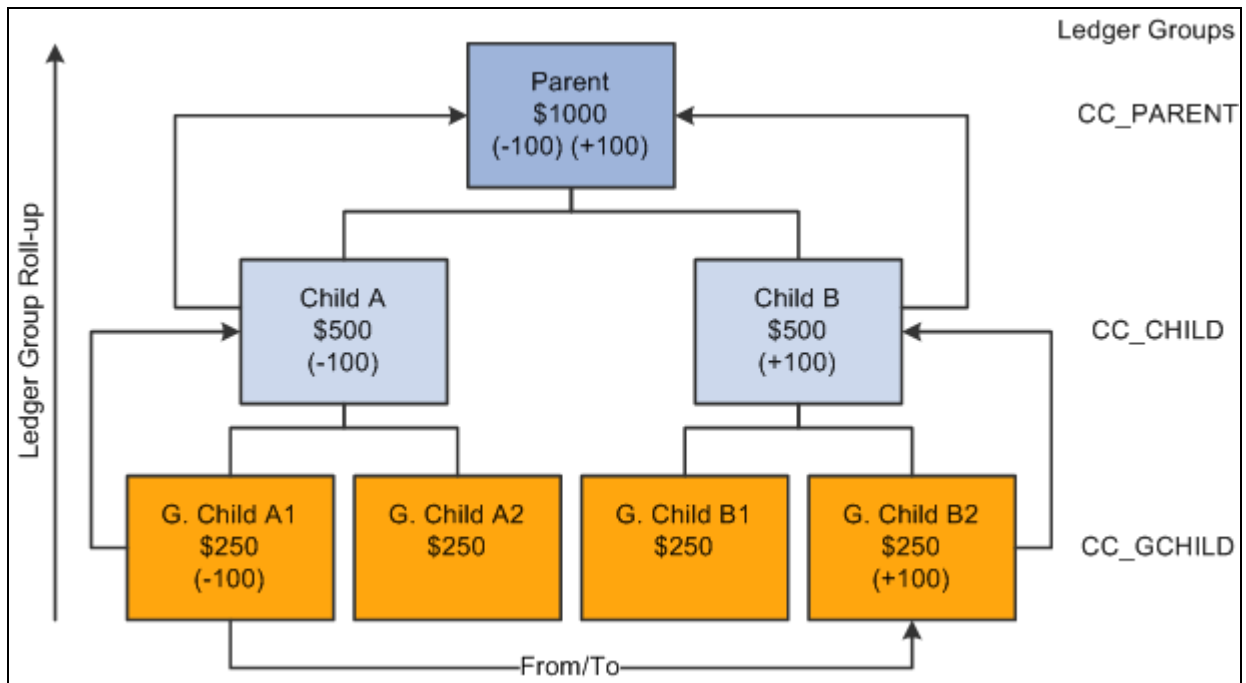 Ledger Groups
Ledger Group Roll-up
Parent
$1000
(-100) (+100)
CC_PARENT
Child A
$500
(-100)
Child B
$500
(+100)
CC_CHILD
G. Child A1
$250
(-100)
G. Child A2
$250
G. Child B1
$250
G. Child B2
$250
(+100)
CC_GCHILD
From/To